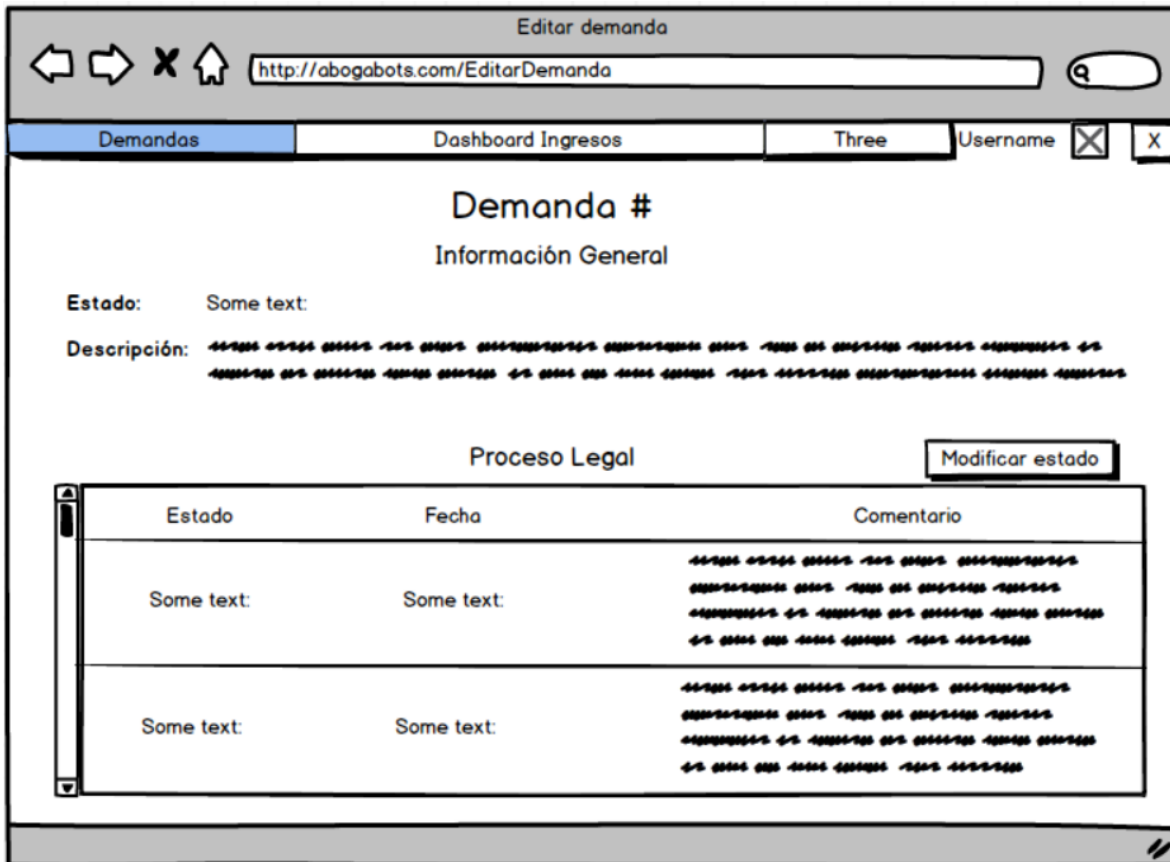 Editar demanda
http://abogabots.com/EditarDemanda
Demandas Dashboard Ingresos Three Username X
Demanda #
Información General
Estado: Some text:
Descripción:
Proceso Legal Modificar estado
Estado Fecha Comentario
Some text: Some text:
Some text: Some text: